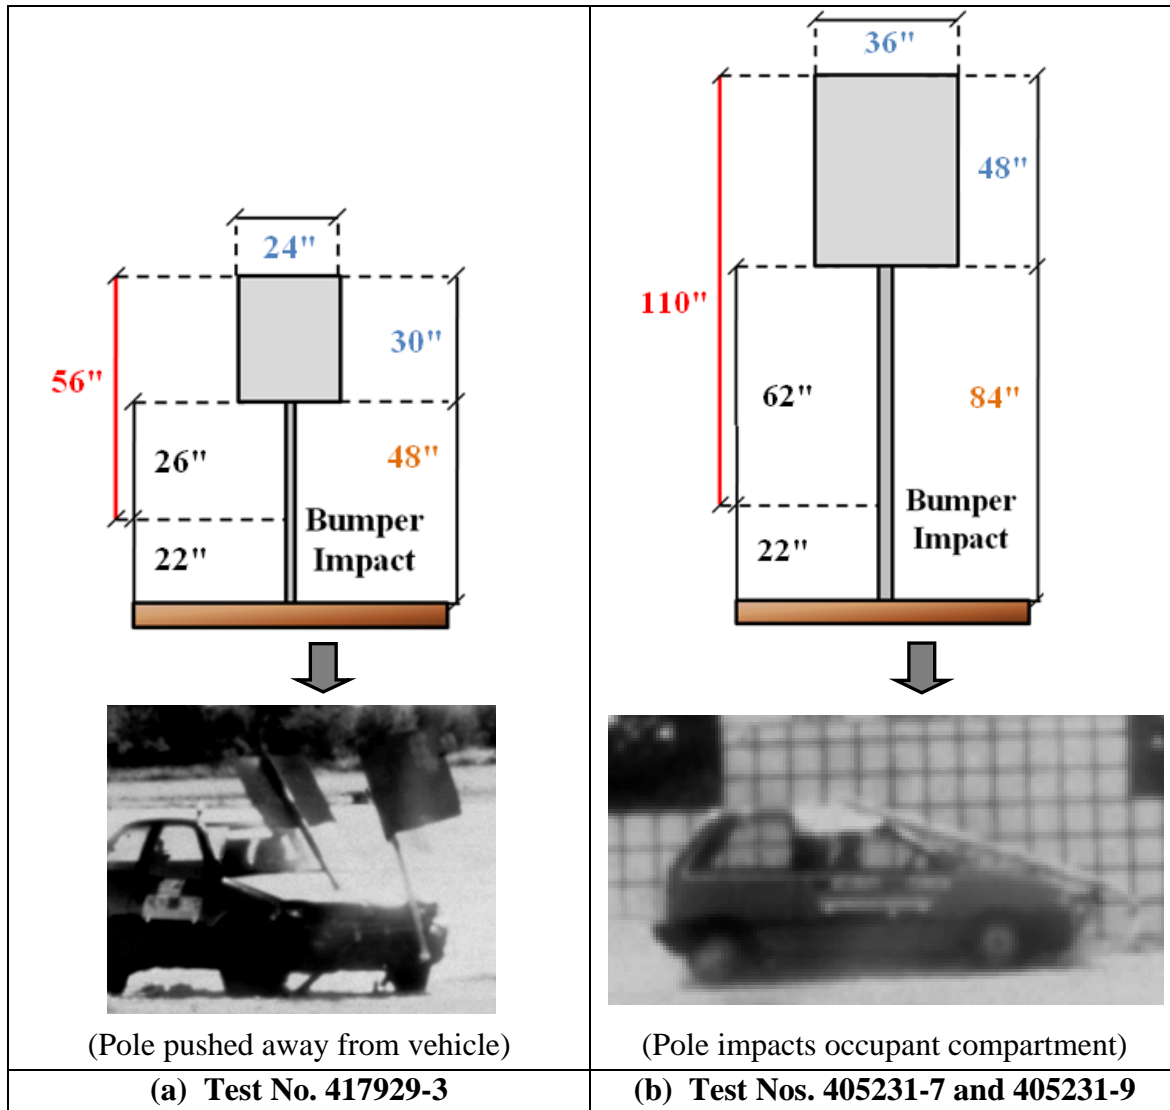 24"
56"
30"
26"
48"
Bumper
Impact
22"
(Pole pushed away from vehicle)
(a) Test No. 417929-3
36"
48"
110"
62"
84"
Bumper
Impact
22"
(Pole impacts occupant compartment)
(b) Test Nos. 405231-7 and 405231-9